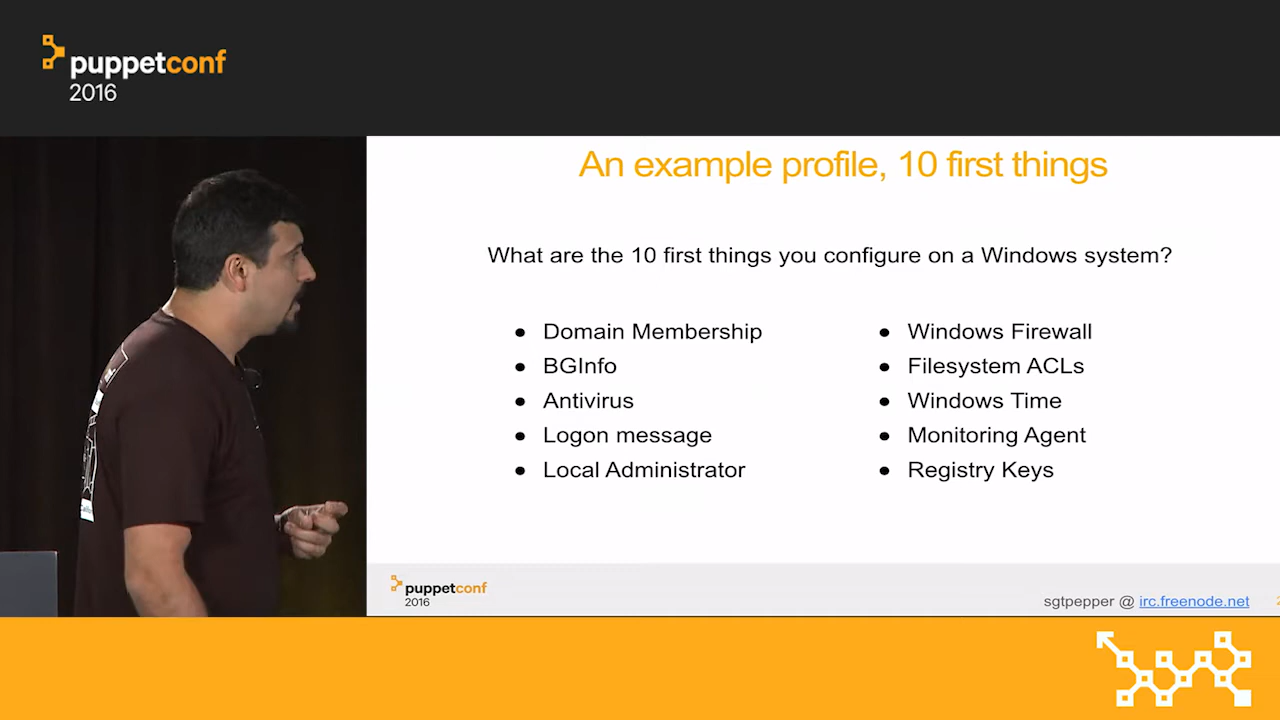 puppetconf
2016
An example profile, 10 first things
What are the 10 first things you configure on a Windows system?
● Domain Membership
● BGInfo
● Antivirus
● Logon message
● Local Administrator
● Windows Firewall
● Filesystem ACLs
● Windows Time
● Monitoring Agent
● Registry Keys
puppetconf
2016
sgtpepper @ irc.freenode.net